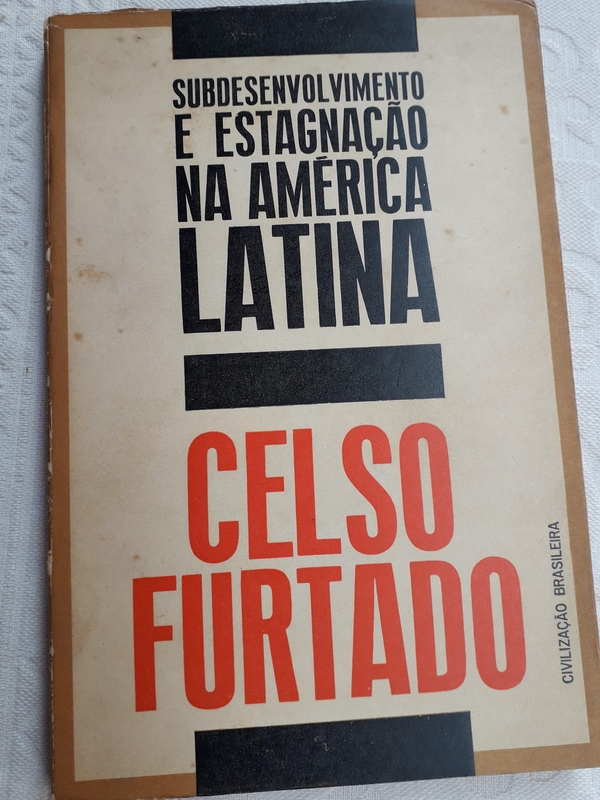 SUBDESENVOLVIMENTO
E ESTAGNAÇÃO
NA AMÉRICA
LATINA
CELSO
FURTADO
CIVILIZAÇÃO BRASILEIRA